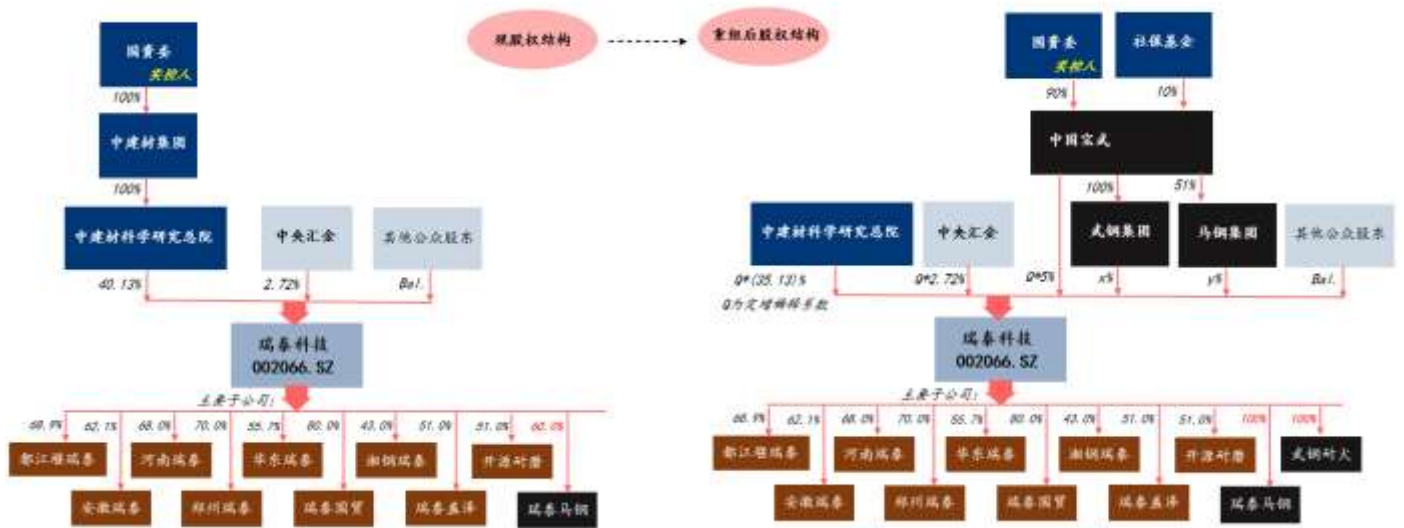 现股权结构
重组后股权结构
国资委
实控人
100%
中建材集团
100%
中建材科学研究总院
中央汇金
其他公众股东
40.13%
2.72%
Bal.
瑞泰科技
002066.SZ
主要子公司:
68.9%
62.1%
68.0%
70.0%
55.7%
80.0%
43.0%
51.0%
51.0%
60.0%
都江堰瑞泰
河南瑞泰
华东瑞泰
湘钢瑞泰
开源耐磨
安徽瑞泰
郑州瑞泰
瑞泰国贸
瑞泰盖泽
瑞泰马钢
国资委
实控人
社保基金
90%
10%
中国宝武
100%
51%
中建材科学研究总院
中央汇金
武钢集团
马钢集团
其他公众股东
Q*(35.13)%
Q*2.72%
Q*5%
x%
y%
Bal.
Q为定增稀释系数
瑞泰科技
002066.SZ
主要子公司:
68.9%
62.1%
68.0%
70.0%
55.7%
80.0%
43.0%
51.0%
51.0%
100%
100%
都江堰瑞泰
河南瑞泰
华东瑞泰
湘钢瑞泰
开源耐磨
武钢耐火
安徽瑞泰
郑州瑞泰
瑞泰国贸
瑞泰盖泽
瑞泰马钢